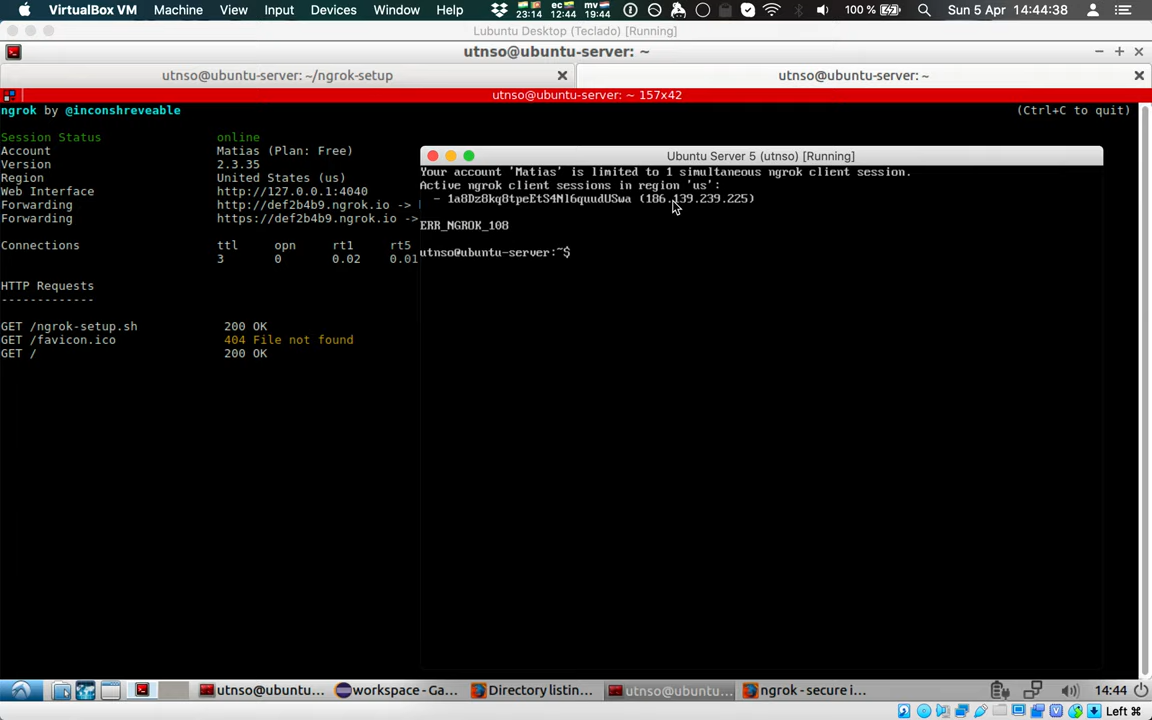 VirtualBox VM Machine View Input Devices Window Help 23:14 ec 12:44 mv 19:44 100 % Sun 5 Apr 14:44:38
Lubuntu Desktop (Teclado) [Running]
utnso@ubuntu-server: ~
utnso@ubuntu-server: ~/ngrok-setup
utnso@ubuntu-server: ~
utnso@ubuntu-server: ~ 157x42
ngrok by @inconshreveable (Ctrl+C to quit)
Session Status online
Account Matias (Plan: Free)
Version 2.3.35
Region United States (us)
Web Interface http://127.0.0.1:4040
Forwarding http://def2b4b9.ngrok.io ->
Forwarding https://def2b4b9.ngrok.io ->
Connections ttl opn rt1 rt5
3 0 0.02 0.01
HTTP Requests
-------------
GET /ngrok-setup.sh 200 OK
GET /favicon.ico 404 File not found
GET / 200 OK
Ubuntu Server 5 (utnso) [Running]
Your account 'Matias' is limited to 1 simultaneous ngrok client session.
Active ngrok client sessions in region 'us':
- 1a8Dz8kq8tpeEtS4Nl6quudUSwa (186.139.239.225)
ERR_NGROK_108
utnso@ubuntu-server:~$
utnso@ubuntu... workspace - Ga... Directory listin... utnso@ubuntu... ngrok - secure i... 14:44
Left ⌘